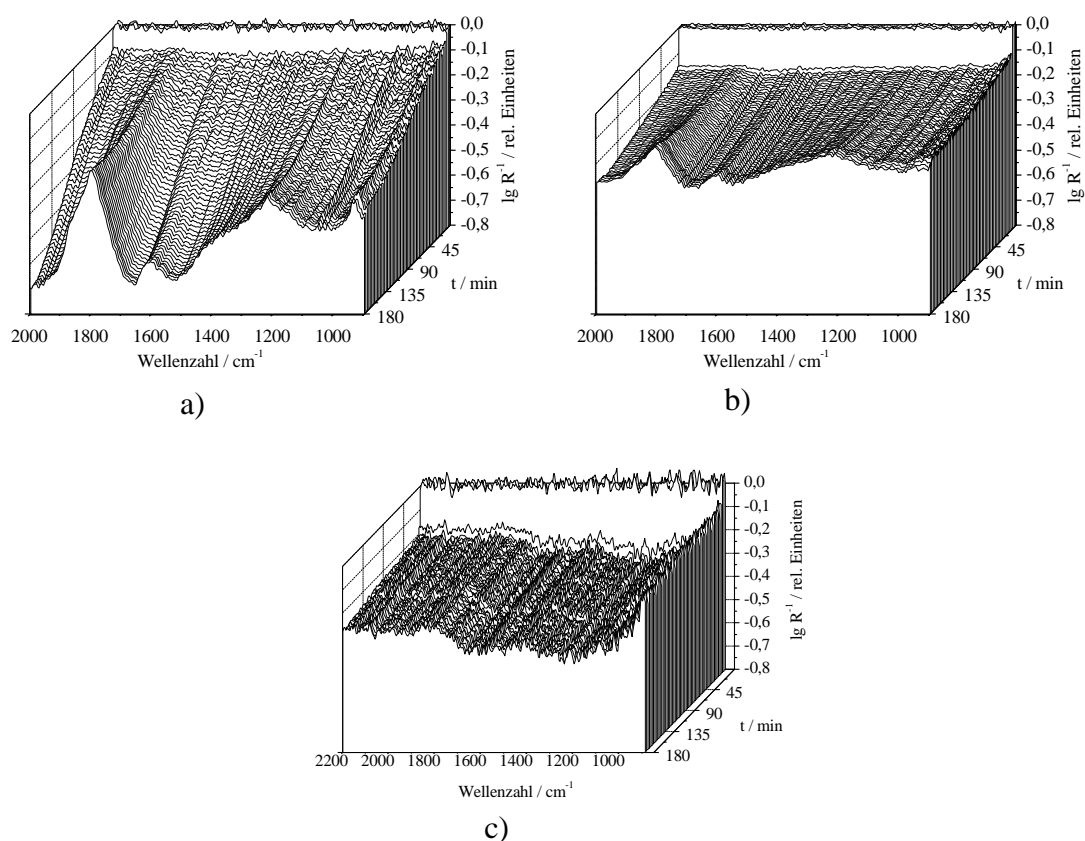 0,0
-0,1
-0,2
-0,3
-0,4
-0,5
-0,6
-0,7
-0,8
lg R⁻¹ / rel. Einheiten
45
90
135
180
t / min
2000 1800 1600 1400 1200 1000
Wellenzahl / cm⁻¹
a)
0,0
-0,1
-0,2
-0,3
-0,4
-0,5
-0,6
-0,7
-0,8
lg R⁻¹ / rel. Einheiten
45
90
135
180
t / min
2000 1800 1600 1400 1200 1000
Wellenzahl / cm⁻¹
b)
0,0
-0,1
-0,2
-0,3
-0,4
-0,5
-0,6
-0,7
-0,8
lg R⁻¹ / rel. Einheiten
45
90
135
180
t / min
2200 2000 1800 1600 1400 1200 1000
Wellenzahl / cm⁻¹
c)